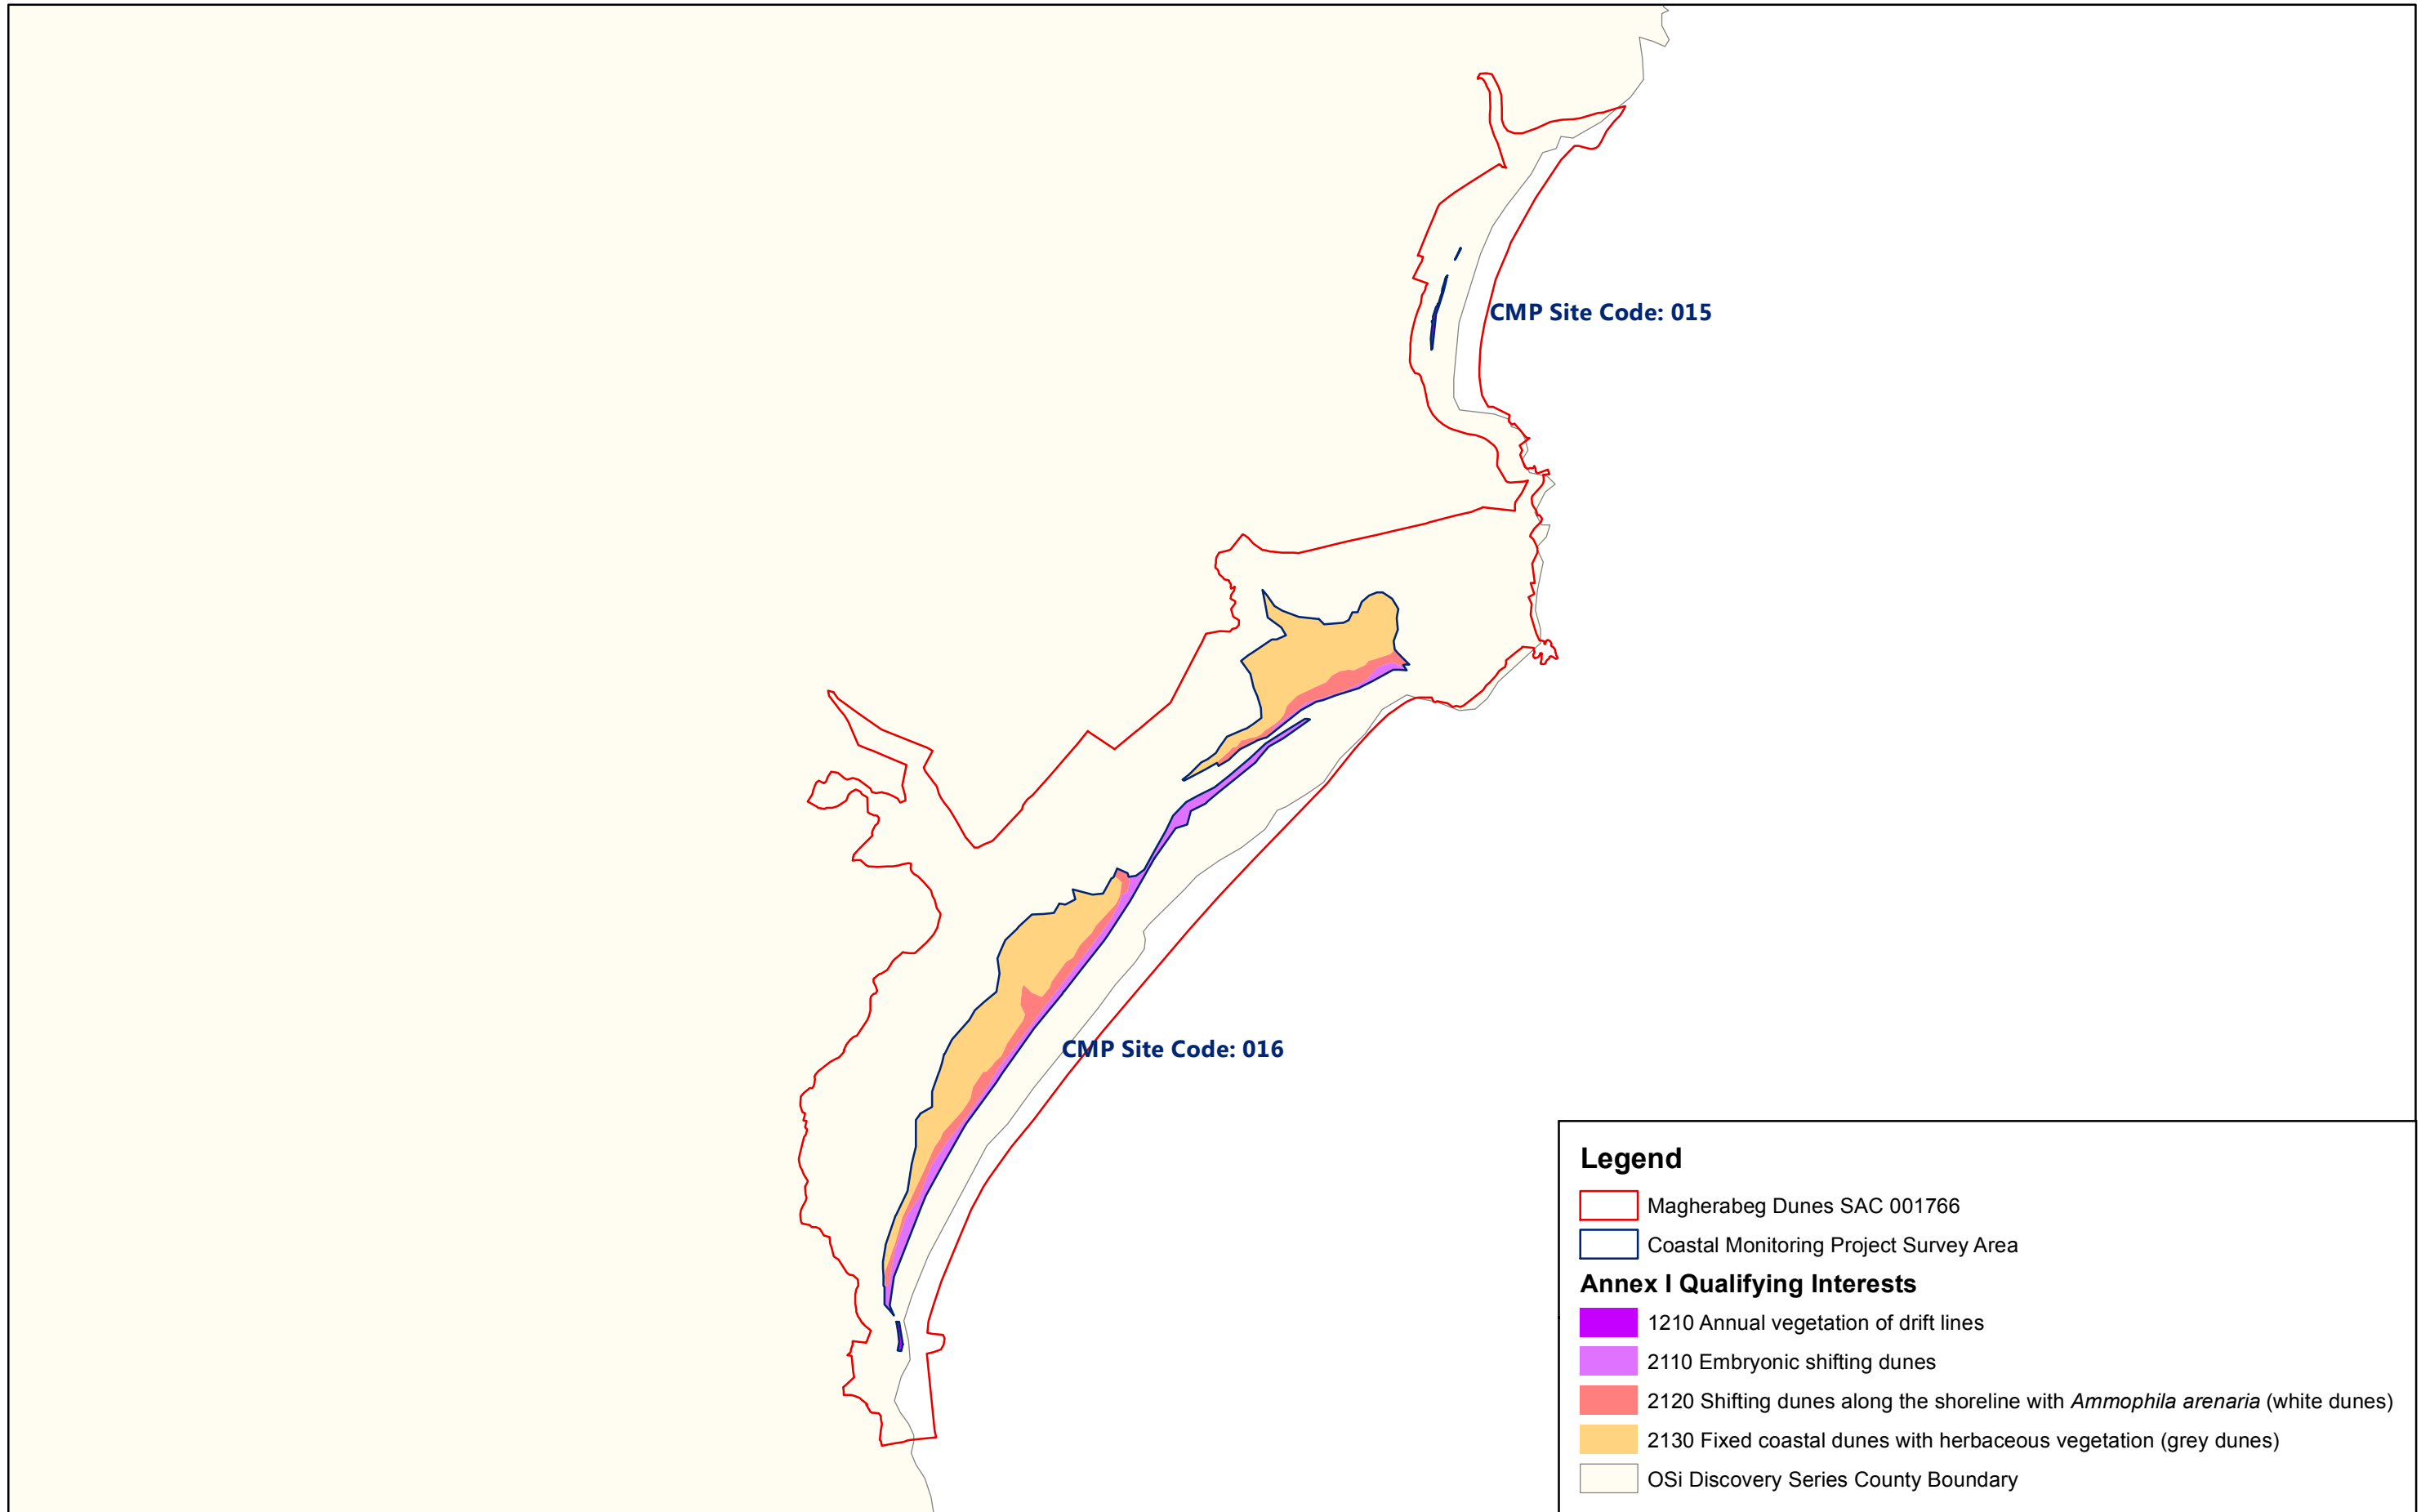 CMP Site Code: 015
CMP Site Code: 016
Legend
Magherabeg Dunes SAC 001766
Coastal Monitoring Project Survey Area
Annex I Qualifying Interests
1210 Annual vegetation of drift lines
2110 Embryonic shifting dunes
2120 Shifting dunes along the shoreline with Ammophila arenaria (white dunes)
2130 Fixed coastal dunes with herbaceous vegetation (grey dunes)
OSi Discovery Series County Boundary